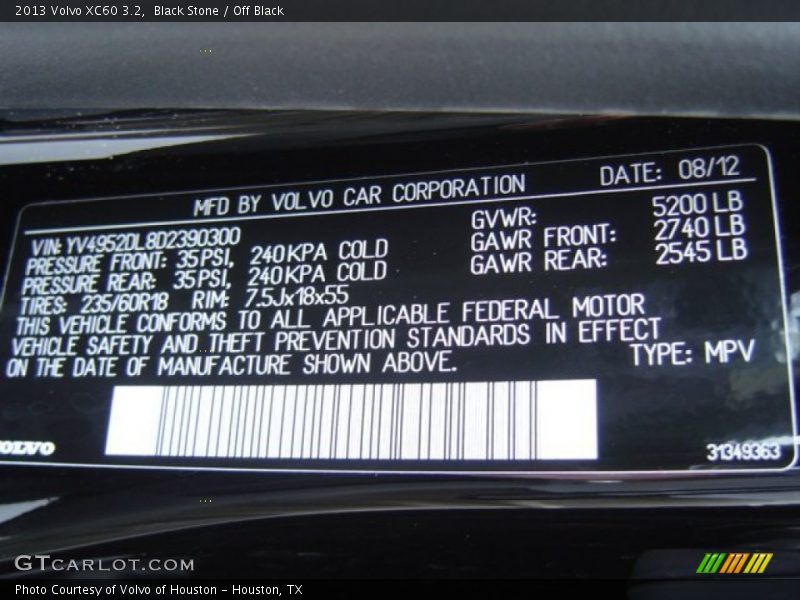 2013 Volvo XC60 3.2,  Black Stone / Off Black
MFD BY VOLVO CAR CORPORATION DATE: 08/12
VIN: YV4952DL8D2390300 GVWR: 5200 LB
PRESSURE FRONT: 35PSI, 240KPA COLD GAWR FRONT: 2740 LB
PRESSURE REAR: 35PSI, 240KPA COLD GAWR REAR: 2545 LB
TIRES: 235/60R18 RIM: 7.5Jx18x55
THIS VEHICLE CONFORMS TO ALL APPLICABLE FEDERAL MOTOR
VEHICLE SAFETY AND THEFT PREVENTION STANDARDS IN EFFECT
ON THE DATE OF MANUFACTURE SHOWN ABOVE. TYPE: MPV
VOLVO 31349363
GTCARLOT.COM
Photo Courtesy of Volvo of Houston – Houston, TX